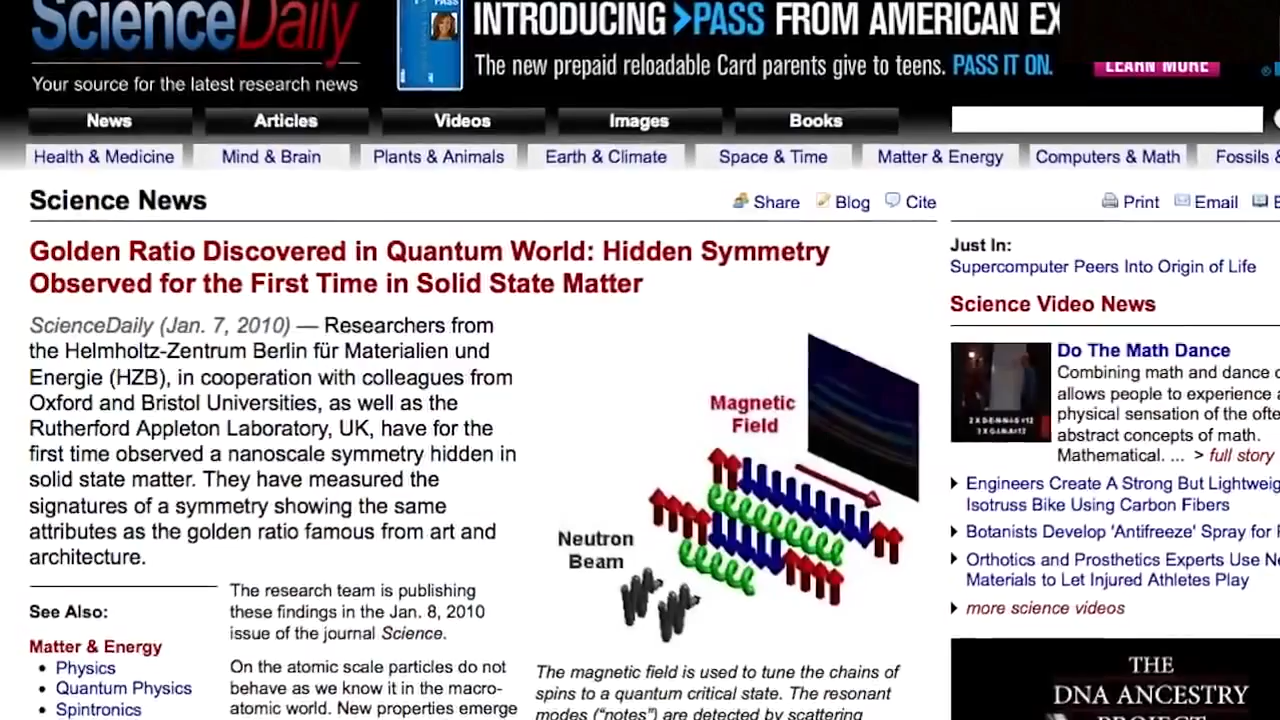 ScienceDaily
Your source for the latest research news
PASS
INTRODUCING >PASS FROM AMERICAN EX
The new prepaid reloadable Card parents give to teens. PASS IT ON.
LEARN MORE
News
Articles
Videos
Images
Books
Health & Medicine
Mind & Brain
Plants & Animals
Earth & Climate
Space & Time
Matter & Energy
Computers & Math
Fossils &
Science News
Share
Blog
Cite
Print
Email
Golden Ratio Discovered in Quantum World: Hidden Symmetry
Observed for the First Time in Solid State Matter
ScienceDaily (Jan. 7, 2010) — Researchers from
the Helmholtz-Zentrum Berlin für Materialien und
Energie (HZB), in cooperation with colleagues from
Oxford and Bristol Universities, as well as the
Rutherford Appleton Laboratory, UK, have for the
first time observed a nanoscale symmetry hidden in
solid state matter. They have measured the
signatures of a symmetry showing the same
attributes as the golden ratio famous from art and
architecture.
See Also:
Matter & Energy
• Physics
• Quantum Physics
• Spintronics
The research team is publishing
these findings in the Jan. 8, 2010
issue of the journal Science.
On the atomic scale particles do not
behave as we know it in the macro-
atomic world. New properties emerge
Magnetic
Field
Neutron
Beam
The magnetic field is used to tune the chains of
spins to a quantum critical state. The resonant
modes ("notes") are detected by scattering
Just In:
Supercomputer Peers Into Origin of Life
Science Video News
Do The Math Dance
Combining math and dance
allows people to experience a
physical sensation of the ofte
abstract concepts of math.
Mathematical. ... > full story
Engineers Create A Strong But Lightweig
Isotruss Bike Using Carbon Fibers
Botanists Develop 'Antifreeze' Spray for
Orthotics and Prosthetics Experts Use Ne
Materials to Let Injured Athletes Play
more science videos
THE
DNA ANCESTRY
PROJECT